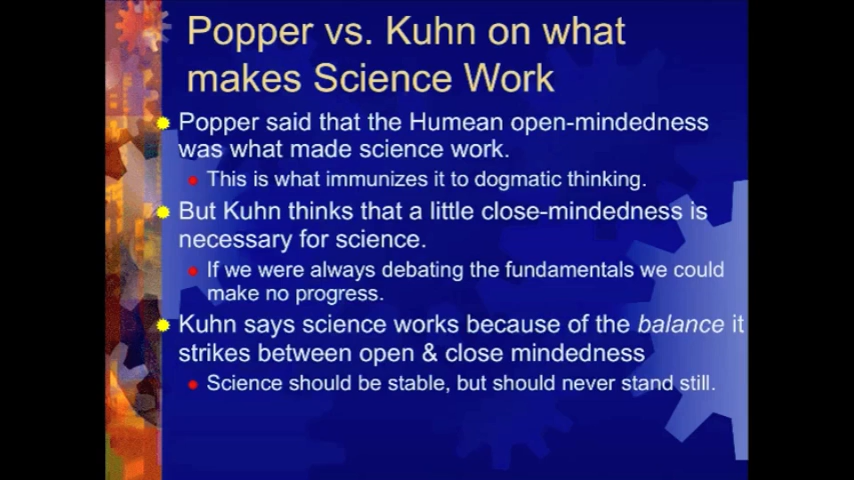 Popper vs. Kuhn on what
makes Science Work
Popper said that the Humean open-mindedness
was what made science work.
This is what immunizes it to dogmatic thinking.
But Kuhn thinks that a little close-mindedness is
necessary for science.
If we were always debating the fundamentals we could
make no progress.
Kuhn says science works because of the balance it
strikes between open & close mindedness
Science should be stable, but should never stand still.